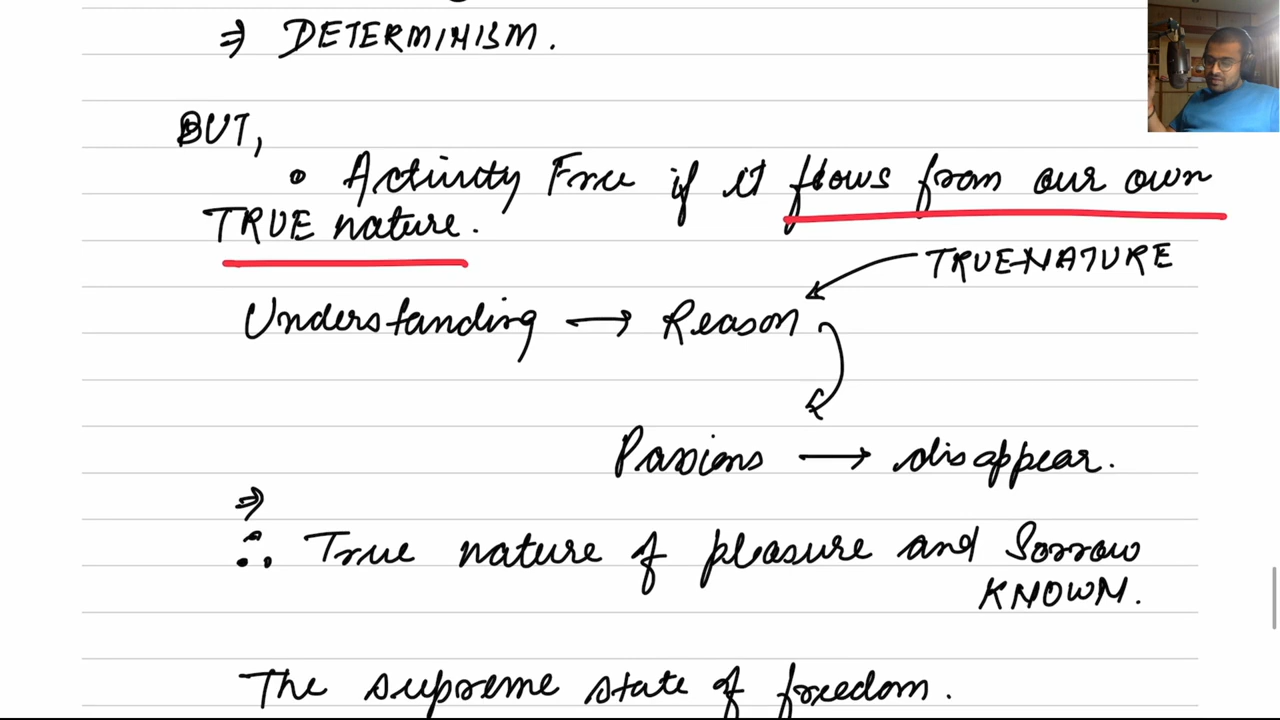 ⇒ DETERMINISM.
BUT,
• Activity Free if it flows from our own
TRUE nature.
TRUE-NATURE
Understanding → Reason
Passions → disappear.
⇒
∴ True nature of pleasure and Sorrow
KNOWN.
The supreme state of freedom.